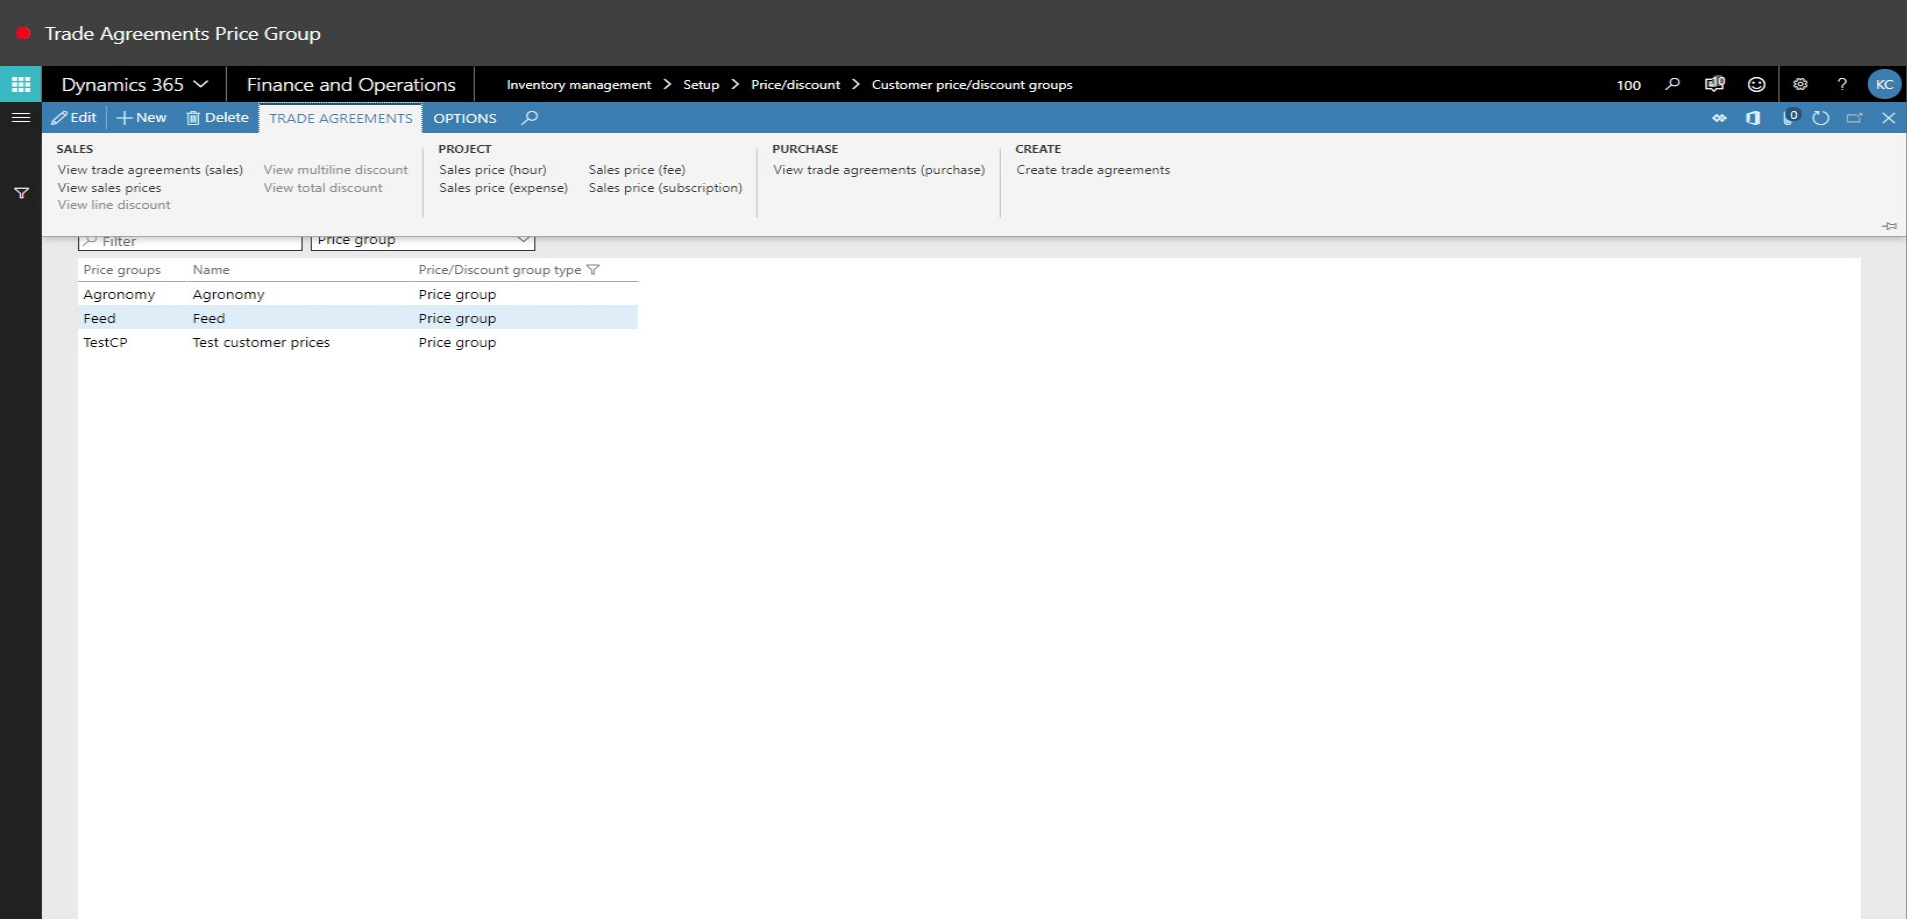 Trade Agreements Price Group
Dynamics 365 Finance and Operations Inventory management > Setup > Price/discount > Customer price/discount groups 100 10 ? KC
Edit New Delete TRADE AGREEMENTS OPTIONS 0
SALES PROJECT PURCHASE CREATE
View trade agreements (sales) View multiline discount Sales price (hour) Sales price (fee) View trade agreements (purchase) Create trade agreements
View sales prices View total discount Sales price (expense) Sales price (subscription)
View line discount
Filter Price group
Price groups Name Price/Discount group type
Agronomy Agronomy Price group
Feed Feed Price group
TestCP Test customer prices Price group